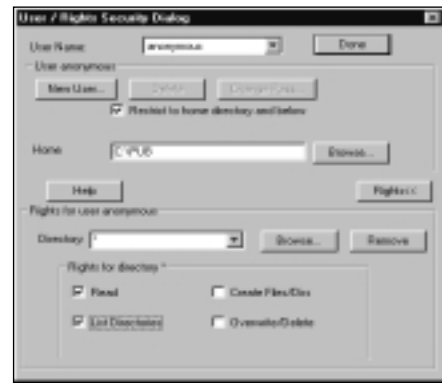 User / Rights Security Dialog
User Name: anonymous Done
User anonymous
New User... Delete
Restrict to home directory and below
Home C:\PUB Browse...
Help Rights<<
Rights for user anonymous
Directory * Browse... Remove
Rights for directory *
Read Create Files/Dirs
List Directories Overwrite/Delete